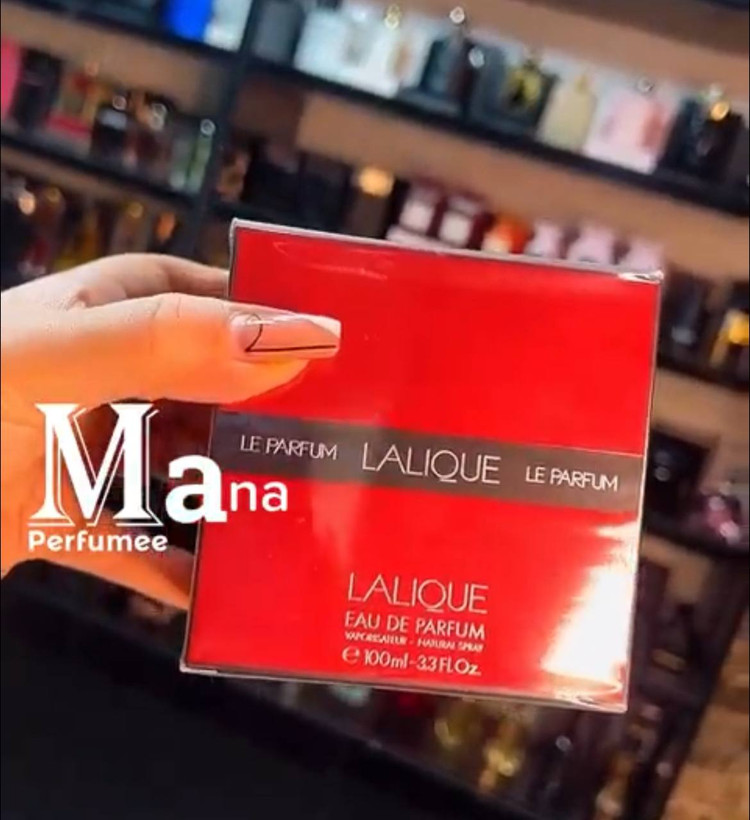 LE PARFUM LALIQUE LE PARFUM
Mana
Perfumee
LALIQUE
EAU DE PARFUM
VAPORISATEUR - NATURAL SPRAY
e 100ml-3.3 FL.Oz.